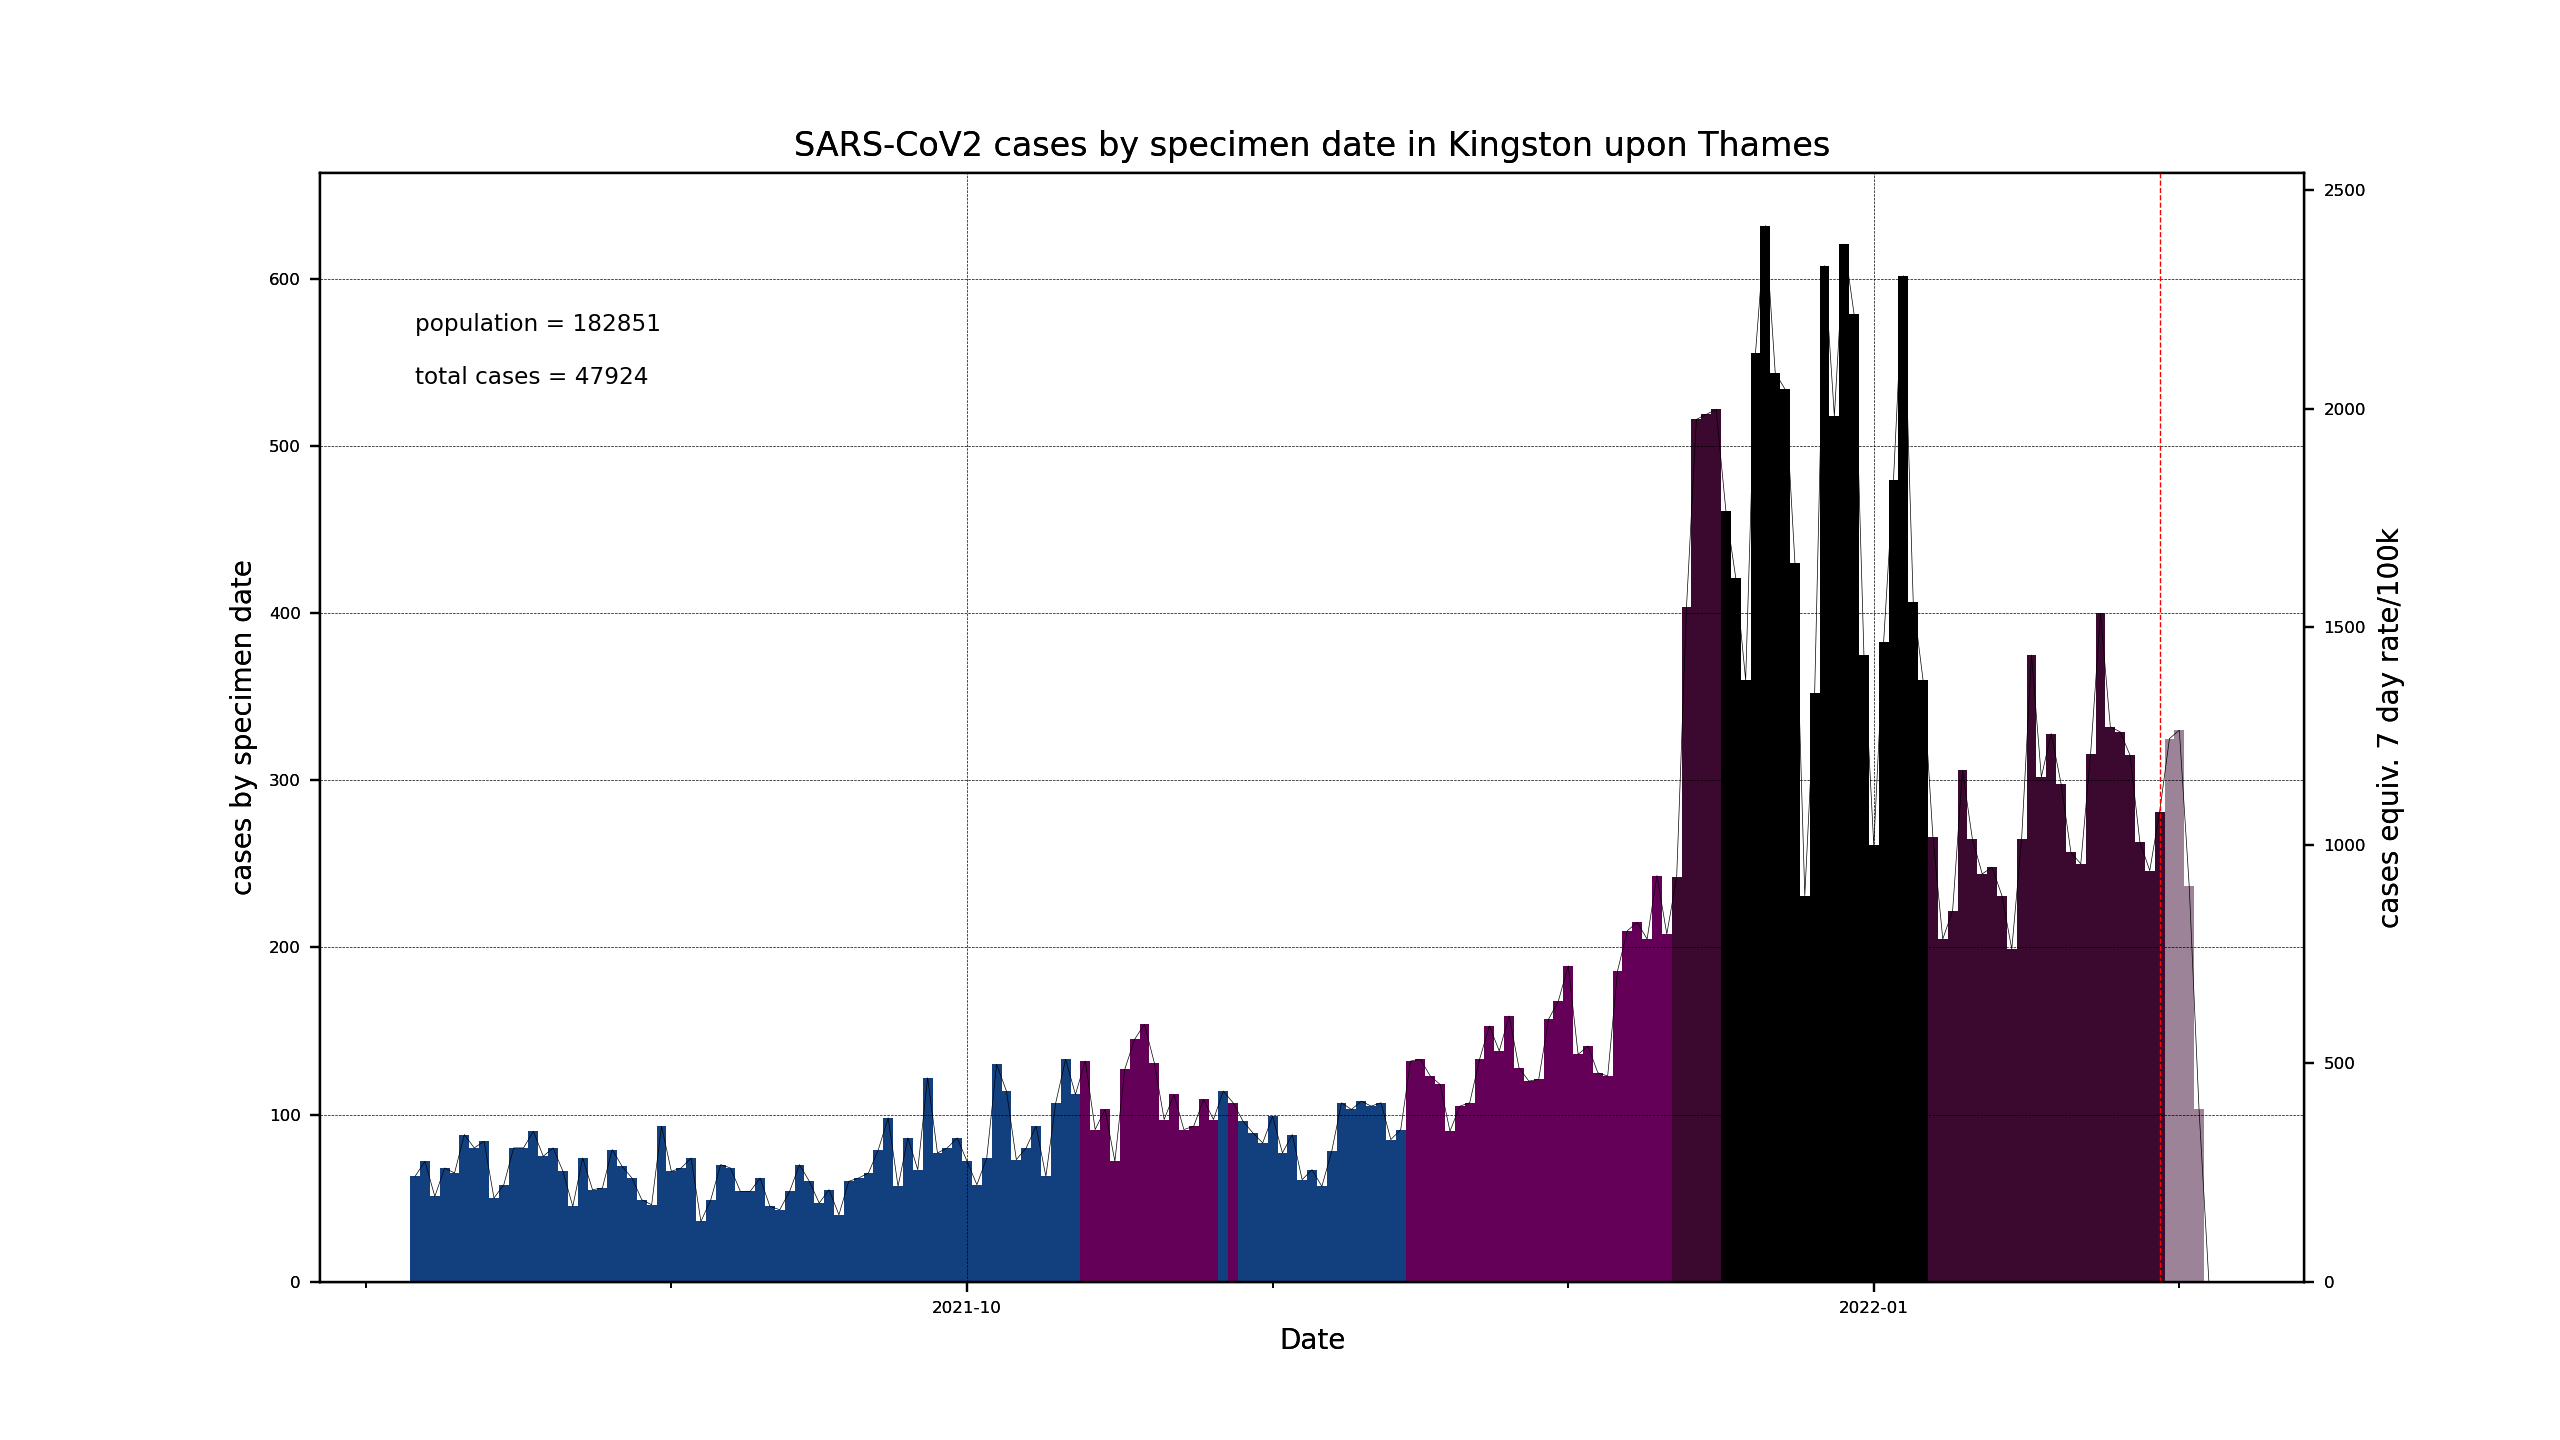 SARS-CoV2 cases by specimen date in Kingston upon Thames
population = 182851
total cases = 47924
cases by specimen date
600
500
400
300
200
100
0
2500
2000
1500
1000
500
0
cases equiv. 7 day rate/100k
2021-10
2022-01
Date